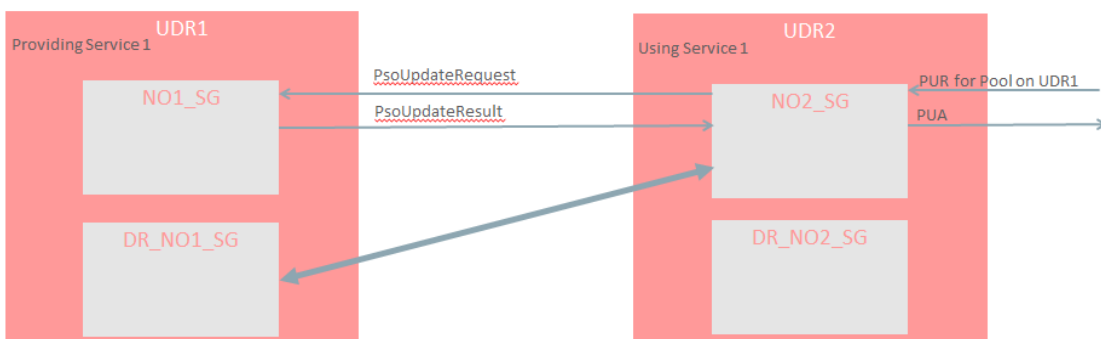 UDR1
Providing Service 1
NO1_SG
DR_NO1_SG
PsoUpdateRequest
PsoUpdateResult
UDR2
Using Service 1
NO2_SG
DR_NO2_SG
PUR for Pool on UDR1
PUA